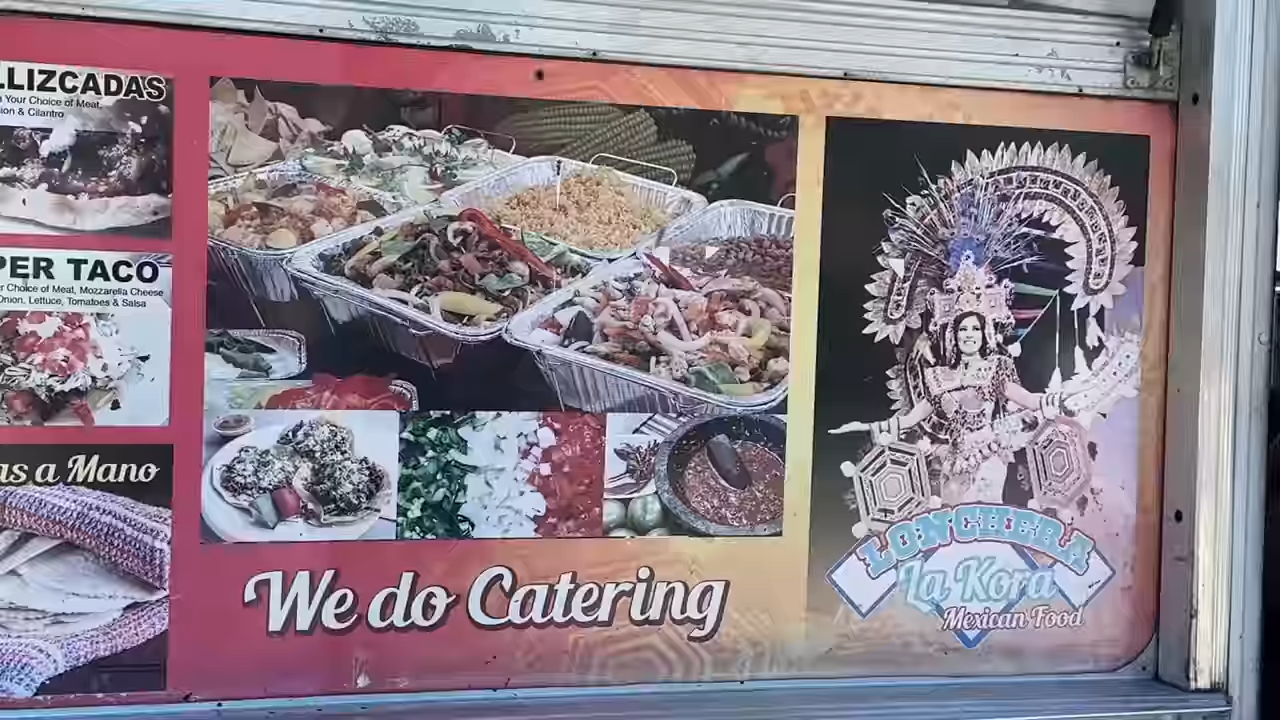 LLIZCADAS
Your Choice of Meat,
ion & Cilantro
PER TACO
r Choice of Meat, Mozzarella Cheese
Onion, Lettuce, Tomatoes & Salsa
as a Mano
We do Catering
LONCHERA
La Kora
Mexican Food